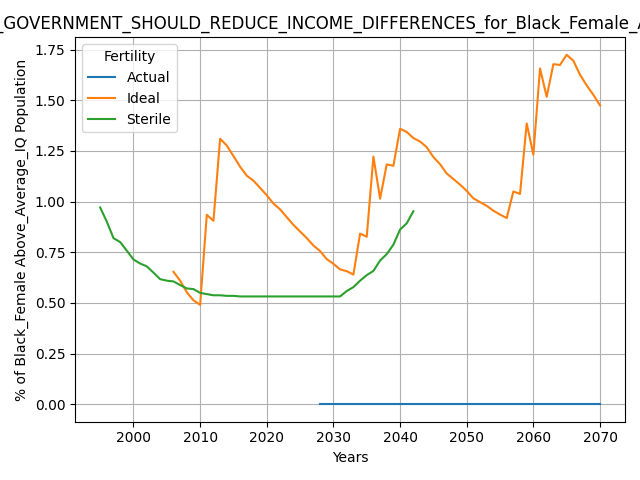 _GOVERNMENT_SHOULD_REDUCE_INCOME_DIFFERENCES_for_Black_Female_A
% of Black_Female Above_Average_IQ Population
1.75
1.50
1.25
1.00
0.75
0.50
0.25
0.00
Fertility
Actual
Ideal
Sterile
2000 2010 2020 2030 2040 2050 2060 2070
Years